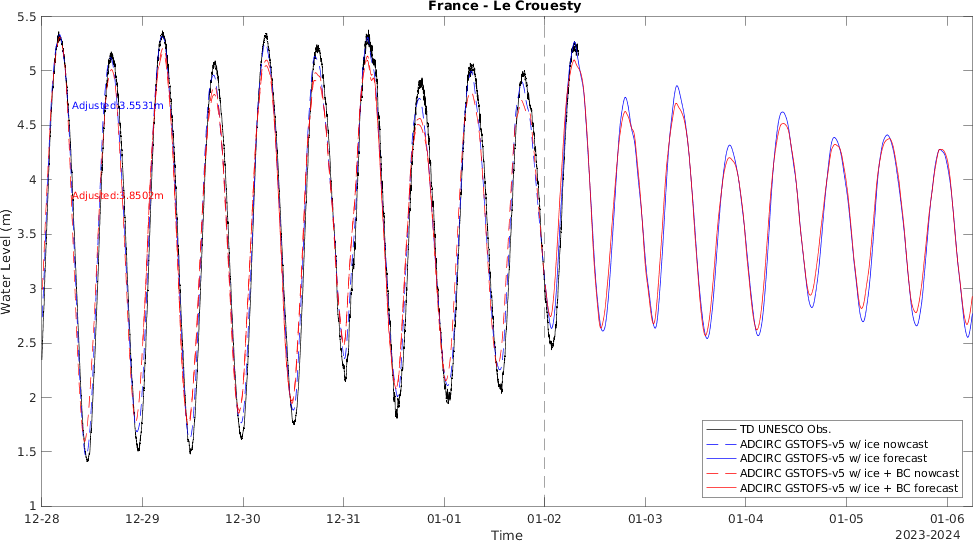 France - Le Crouesty
5.5
5
4.5
4
3.5
3
2.5
2
1.5
1
Water Level (m)
Adjusted:3.5531m
Adjusted:3.8502m
TD UNESCO Obs.
ADCIRC GSTOFS-v5 w/ ice nowcast
ADCIRC GSTOFS-v5 w/ ice forecast
ADCIRC GSTOFS-v5 w/ ice + BC nowcast
ADCIRC GSTOFS-v5 w/ ice + BC forecast
12-28 12-29 12-30 12-31 01-01 01-02 01-03 01-04 01-05 01-06
Time
2023-2024